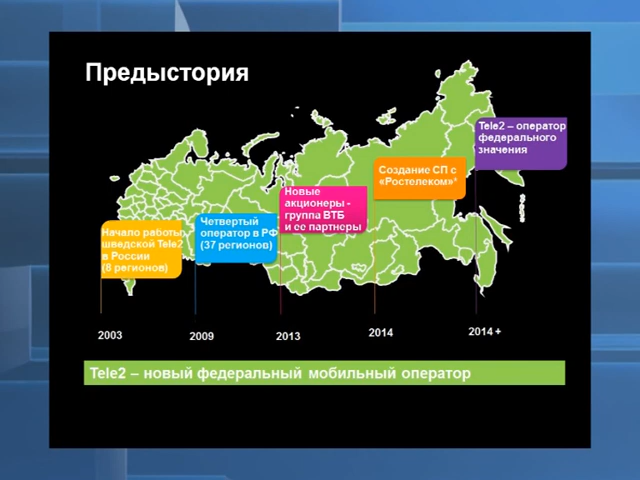 Предыстория
Tele2 – оператор
федерального
значения
Создание СП с
«Ростелеком»*
Новые
акционеры -
группа ВТБ
и ее партнеры
Четвертый
оператор в РФ
(37 регионов)
Начало работы
шведской Tele2
в России
(8 регионов)
2003
2009
2013
2014
2014 +
Tele2 – новый федеральный мобильный оператор